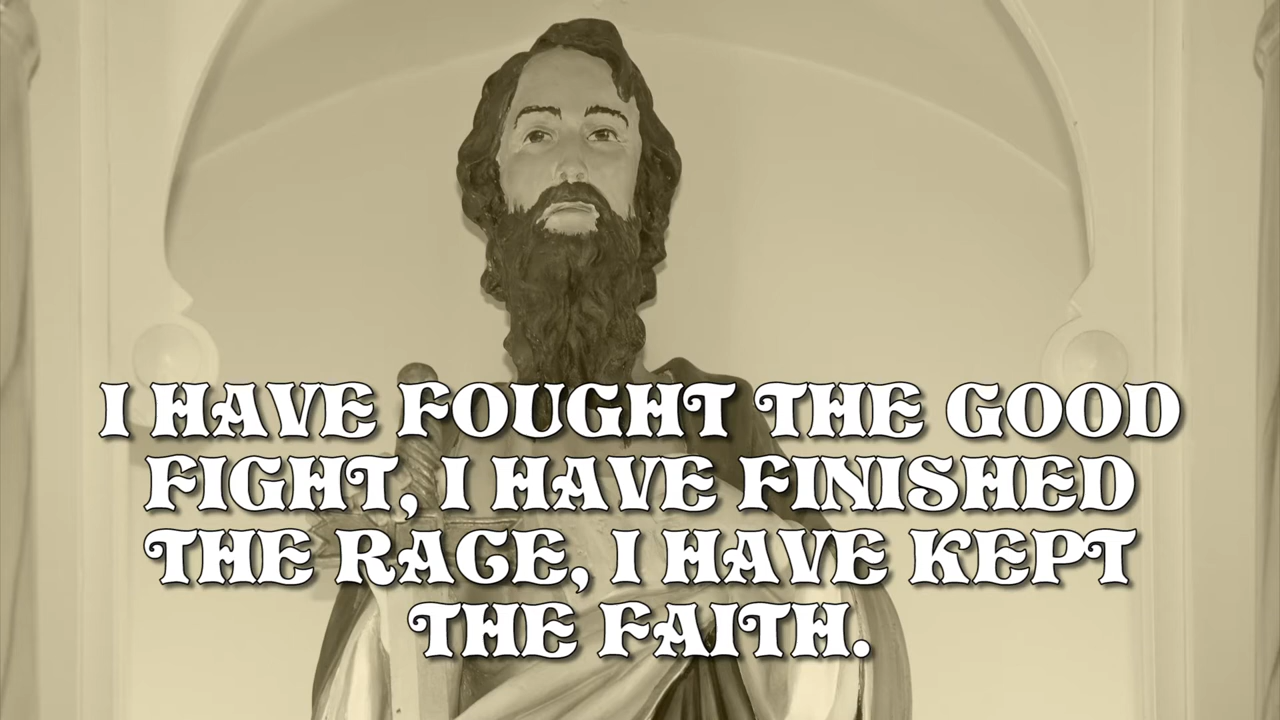 I HAVE FOUGHT THE GOOD
FIGHT, I HAVE FINISHED
THE RACE, I HAVE KEPT
THE FAITH.